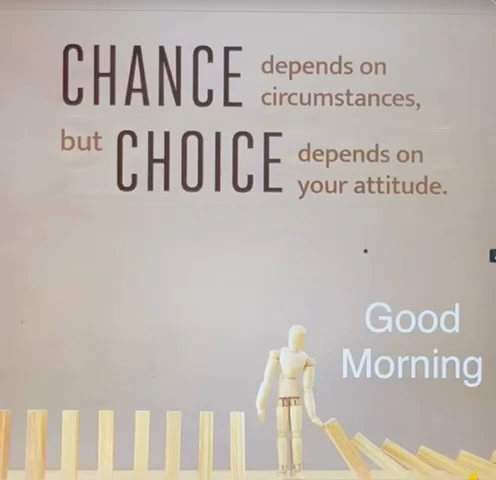 CHANCE depends on circumstances,
but CHOICE depends on your attitude.
Good
Morning